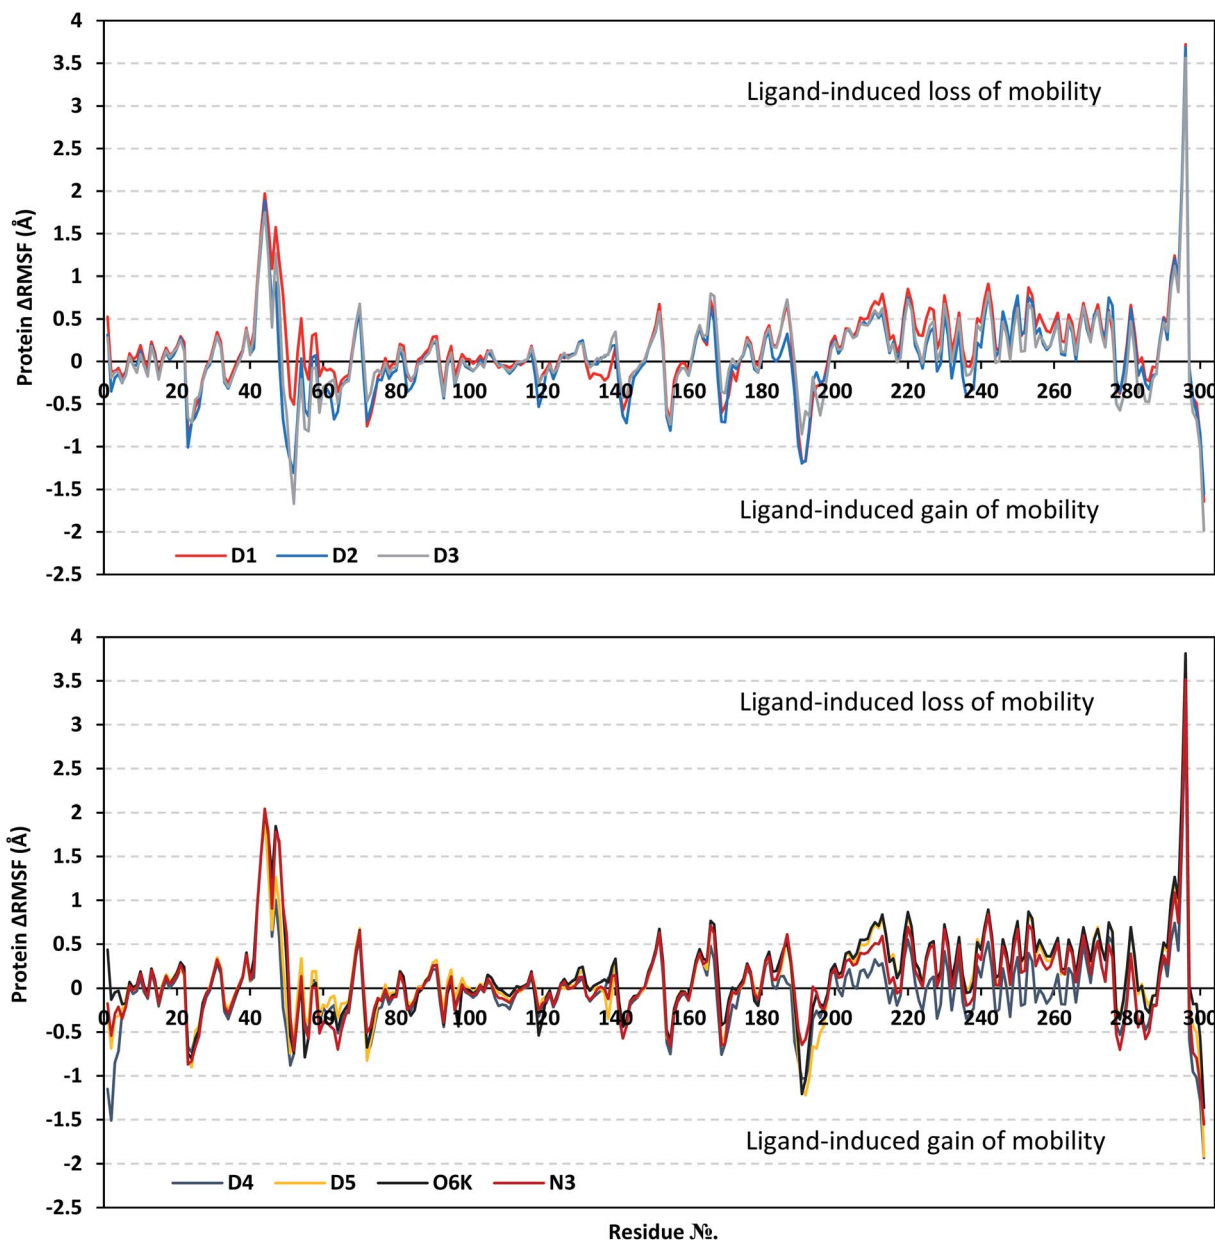 4
3.5
Ligand-induced loss of mobility
3
2.5
2
1.5
1
0.5
0
0 20 40 60 80 100 120 140 160 180 200 220 240 260 280 300
-0.5
-1
-1.5
Ligand-induced gain of mobility
-2
D1 D2 D3
-2.5
Protein ΔRMSF (Å)
4
3.5
Ligand-induced loss of mobility
3
2.5
2
1.5
1
0.5
0
0 20 40 60 80 100 120 140 160 180 200 220 240 260 280 300
-0.5
-1
-1.5
Ligand-induced gain of mobility
-2
D4 D5 O6K N3
-2.5
Protein ΔRMSF (Å)
Residue №.